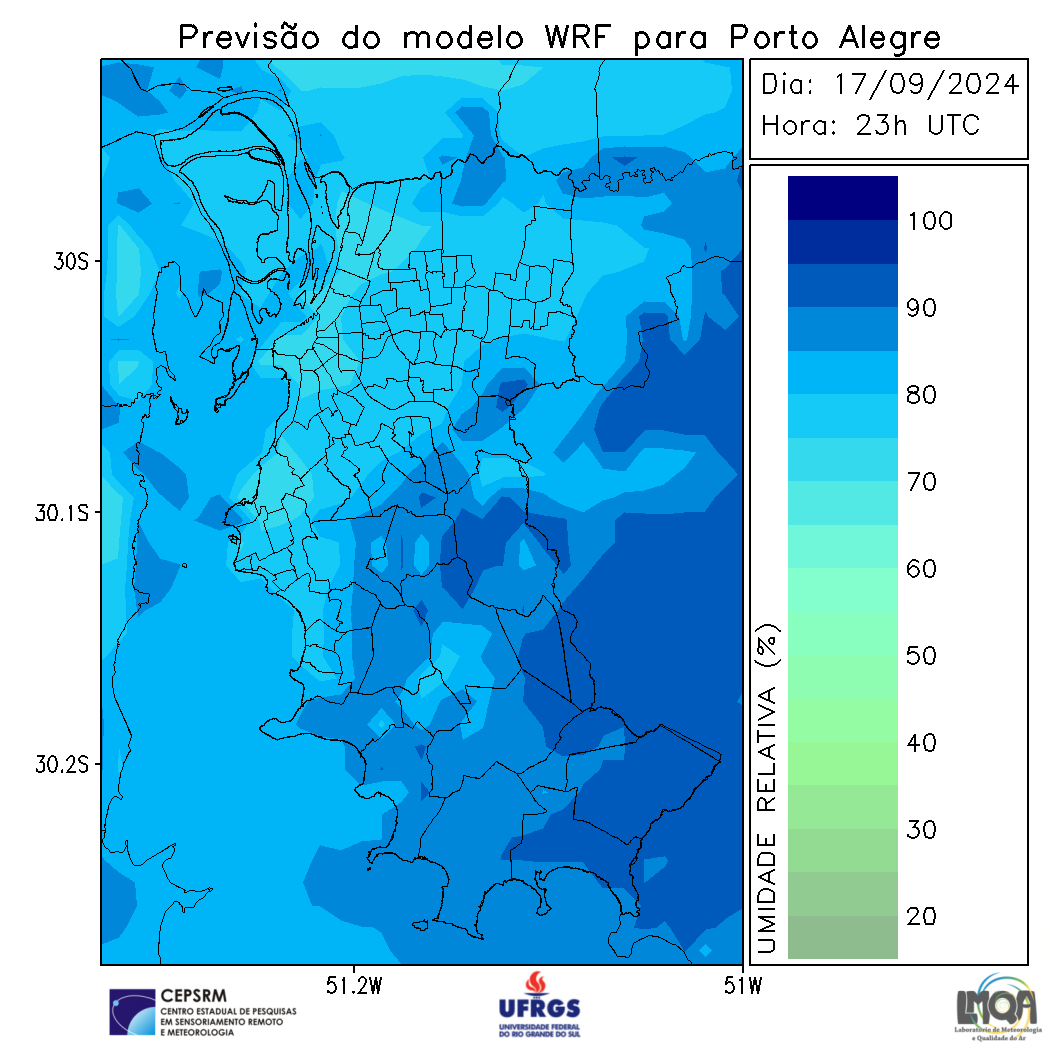 Previsão do modelo WRF para Porto Alegre
Dia: 17/09/2024
Hora: 23h UTC
30S
30.1S
30.2S
51.2W
51W
100
90
80
70
60
50
40
30
20
UMIDADE RELATIVA (%)
CEPSRM
CENTRO ESTADUAL DE PESQUISAS
EM SENSORIAMENTO REMOTO
E METEOROLOGIA
UFRGS
UNIVERSIDADE FEDERAL
DO RIO GRANDE DO SUL
LMQA
Laboratório de Meteorologia
e Qualidade do Ar